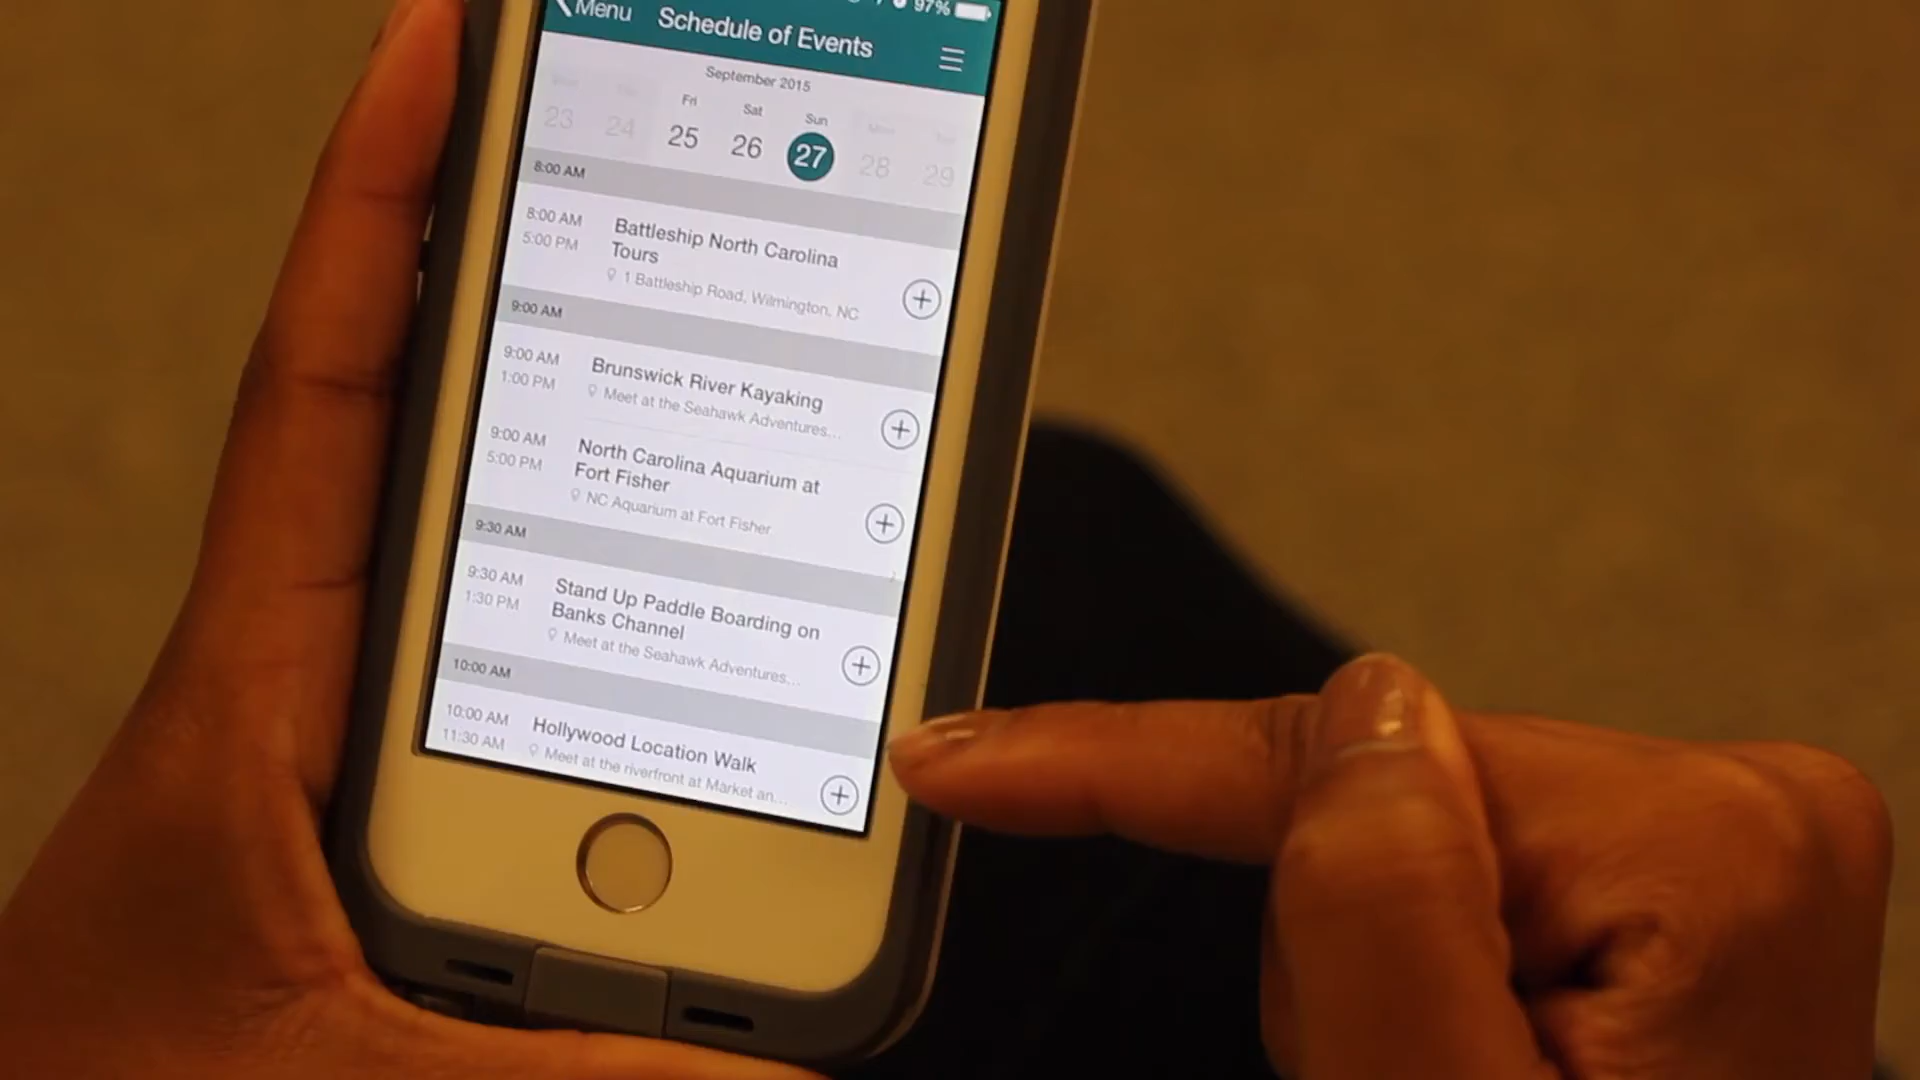 97%
Menu Schedule of Events
September 2015
Fri Sat Sun
23 24 25 26 27 28 29
8:00 AM
8:00 AM Battleship North Carolina
5:00 PM Tours
1 Battleship Road, Wilmington, NC
9:00 AM
9:00 AM Brunswick River Kayaking
1:00 PM Meet at the Seahawk Adventures...
9:00 AM North Carolina Aquarium at
5:00 PM Fort Fisher
NC Aquarium at Fort Fisher
9:30 AM
9:30 AM Stand Up Paddle Boarding on
1:30 PM Banks Channel
Meet at the Seahawk Adventures...
10:00 AM
10:00 AM Hollywood Location Walk
11:30 AM Meet at the riverfront at Market an...